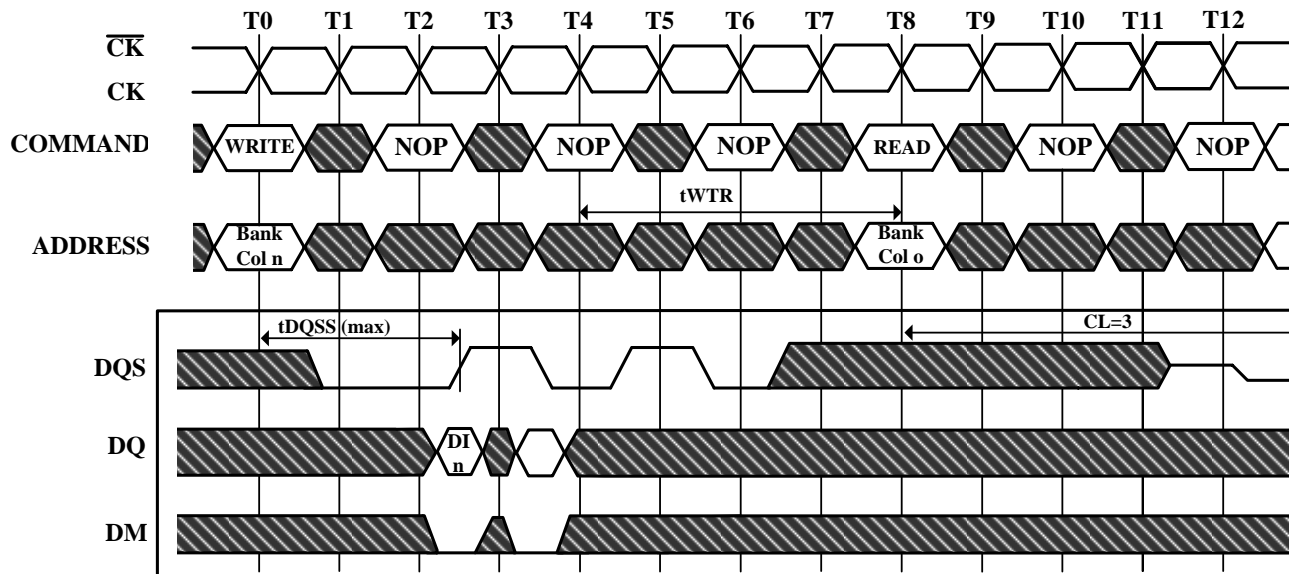 T0 T1 T2 T3 T4 T5 T6 T7 T8 T9 T10 T11 T12
CK
CK
COMMAND WRITE NOP NOP NOP READ NOP NOP
tWTR
ADDRESS Bank Col n Bank Col o
tDQSS (max) CL=3
DQS
DQ DI n
DM